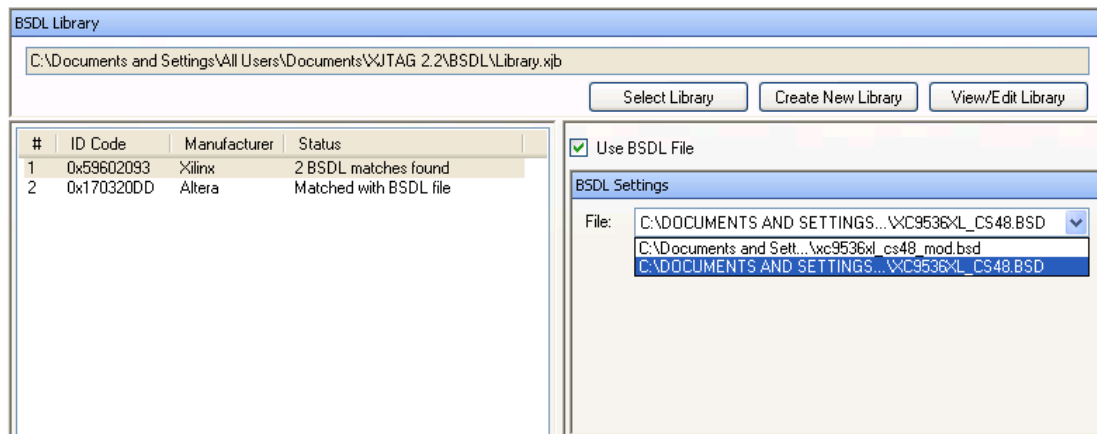 BSDL Library
C:\Documents and Settings\All Users\Documents\XJTAG 2.2\BSDL\Library.xjb
Select Library Create New Library View/Edit Library
# ID Code Manufacturer Status
1 0x59602093 Xilinx 2 BSDL matches found
2 0x170320DD Altera Matched with BSDL file
Use BSDL File
BSDL Settings
File: C:\DOCUMENTS AND SETTINGS...\XC9536XL_CS48.BSD
C:\Documents and Sett...\xc9536xl_cs48_mod.bsd
C:\DOCUMENTS AND SETTINGS...\XC9536XL_CS48.BSD